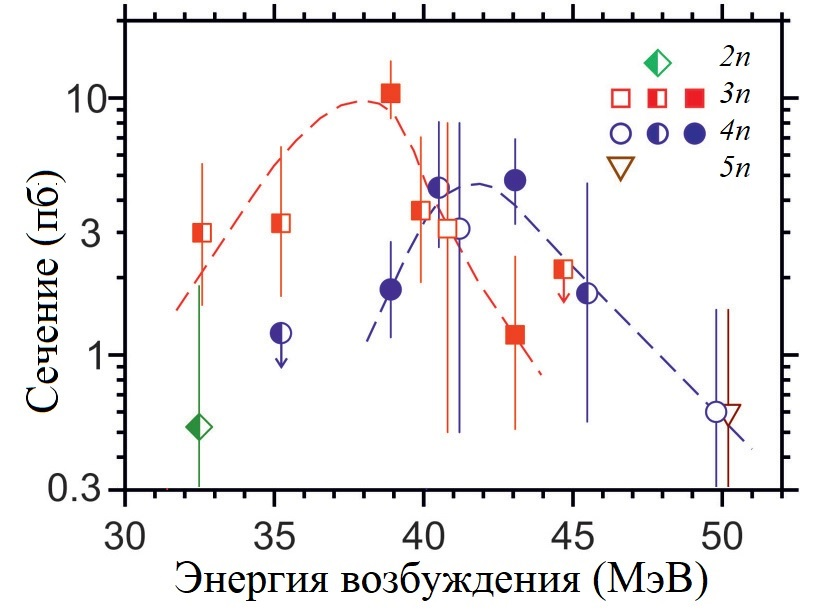 2n
3n
4n
5n
10
3
1
0.3
30 35 40 45 50
Сечение (пб)
Энергия возбуждения (МэВ)